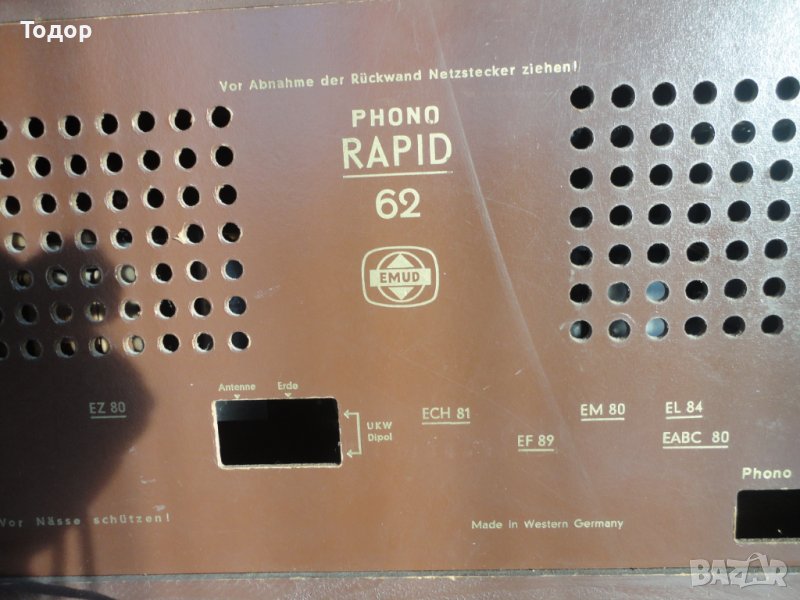 Тодор
Vor Abnahme der Rückwand Netzstecker ziehen!
PHONO
RAPID
62
EMUD
Antenne Erde
EZ 80
UKW
Dipol
ECH 81
EF 89
EM 80
EL 84
EABC 80
Phono
Vor Nässe schützen!
Made in Western Germany
BAZAR